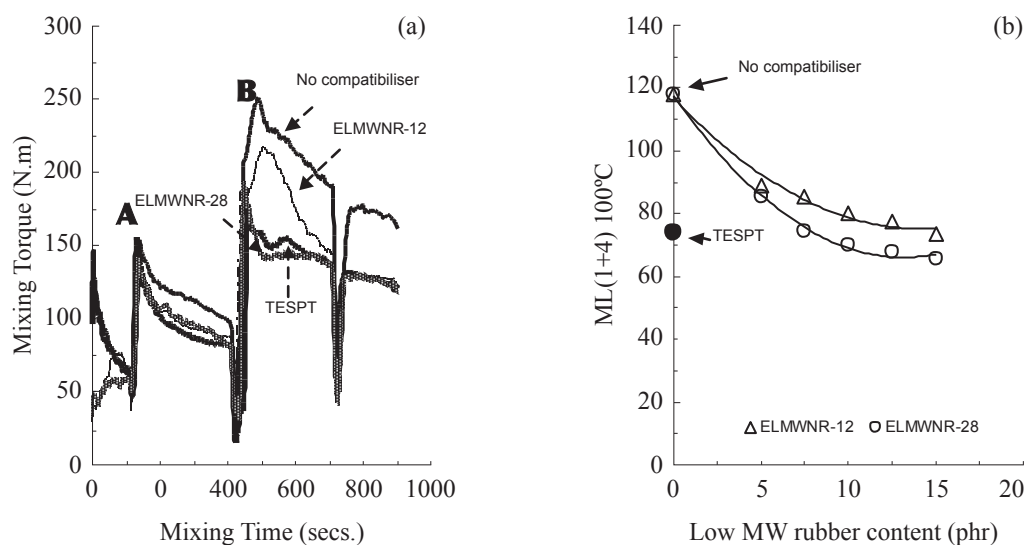 (a)
300
250
200
150
100
50
0
Mixing Torque (N.m)
A
B
No compatibiliser
ELMWNR-12
ELMWNR-28
TESPT
0 0 400 600 800 1000
Mixing Time (secs.)
(b)
140
120
100
80
60
40
20
0
ML(1+4) 100ºC
No compatibiliser
TESPT
ELMWNR-12 ELMWNR-28
0 5 10 15 20
Low MW rubber content (phr)